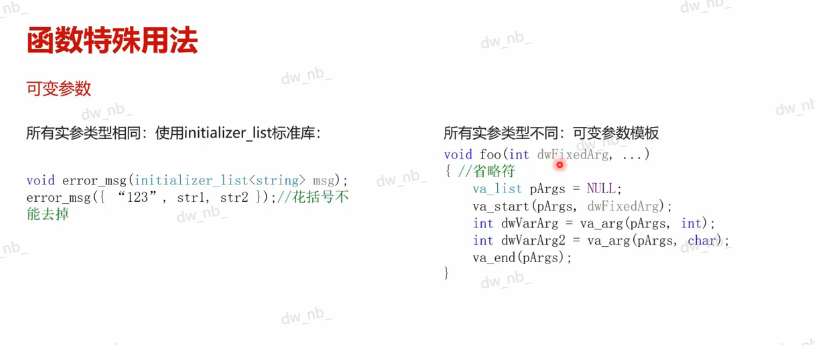 函数特殊用法
可变参数
所有实参类型相同：使用initializer_list标准库：
void error_msg(initializer_list<string> msg);
error_msg({ “123”, str1, str2 });//花括号不
能去掉
所有实参类型不同：可变参数模板
void foo(int dwFixedArg, ...)
{ //省略符
va_list pArgs = NULL;
va_start(pArgs, dwFixedArg);
int dwVarArg = va_arg(pArgs, int);
int dwVarArg2 = va_arg(pArgs, char);
va_end(pArgs);
}
dw_nb_
dw_nb_
dw_nb_
dw_nb_
dw_nb_
dw_nb_
dw_nb_
dw_nb_
dw_nb_
dw_nb_
dw_nb_